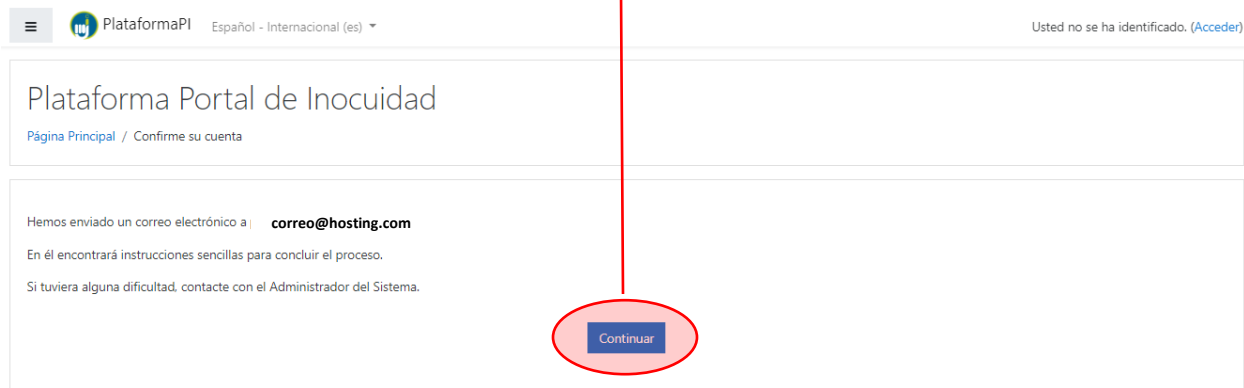 PlataformaPI Español - Internacional (es) Usted no se ha identificado. (Acceder)
Plataforma Portal de Inocuidad
Página Principal / Confirme su cuenta
Hemos enviado un correo electrónico a correo@hosting.com
En él encontrará instrucciones sencillas para concluir el proceso.
Si tuviera alguna dificultad, contacte con el Administrador del Sistema.
Continuar